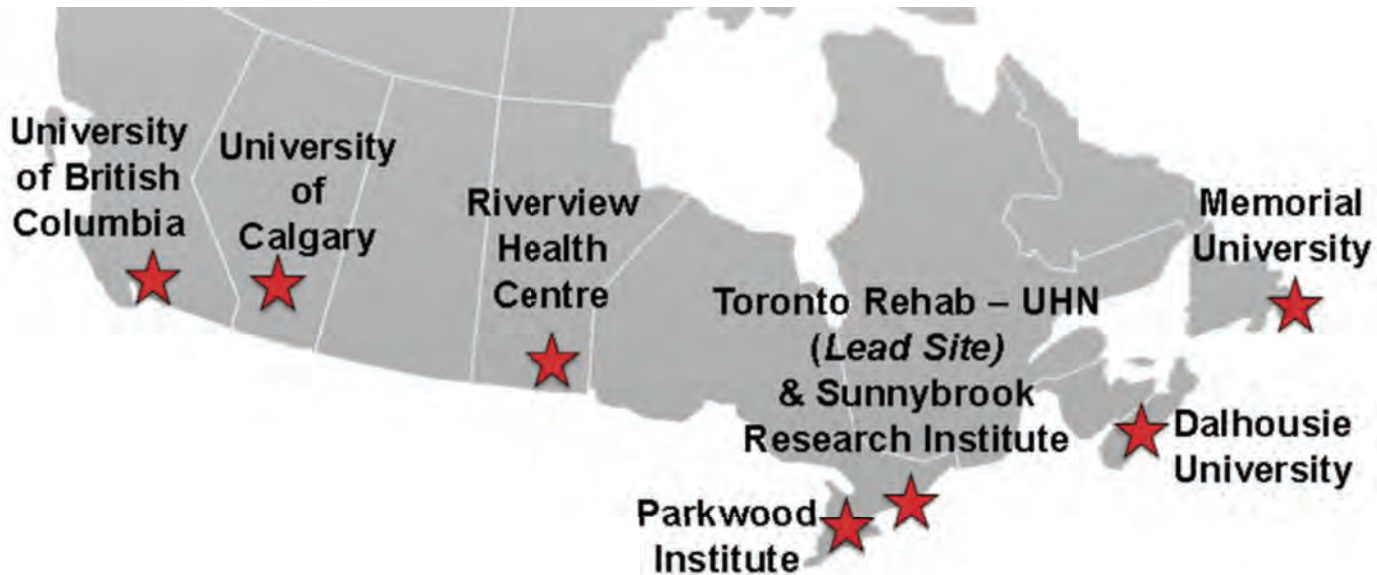 University
of British
Columbia
University
of
Calgary
Riverview
Health
Centre
Toronto Rehab – UHN
(Lead Site)
& Sunnybrook
Research Institute
Parkwood
Institute
Memorial
University
Dalhousie
University